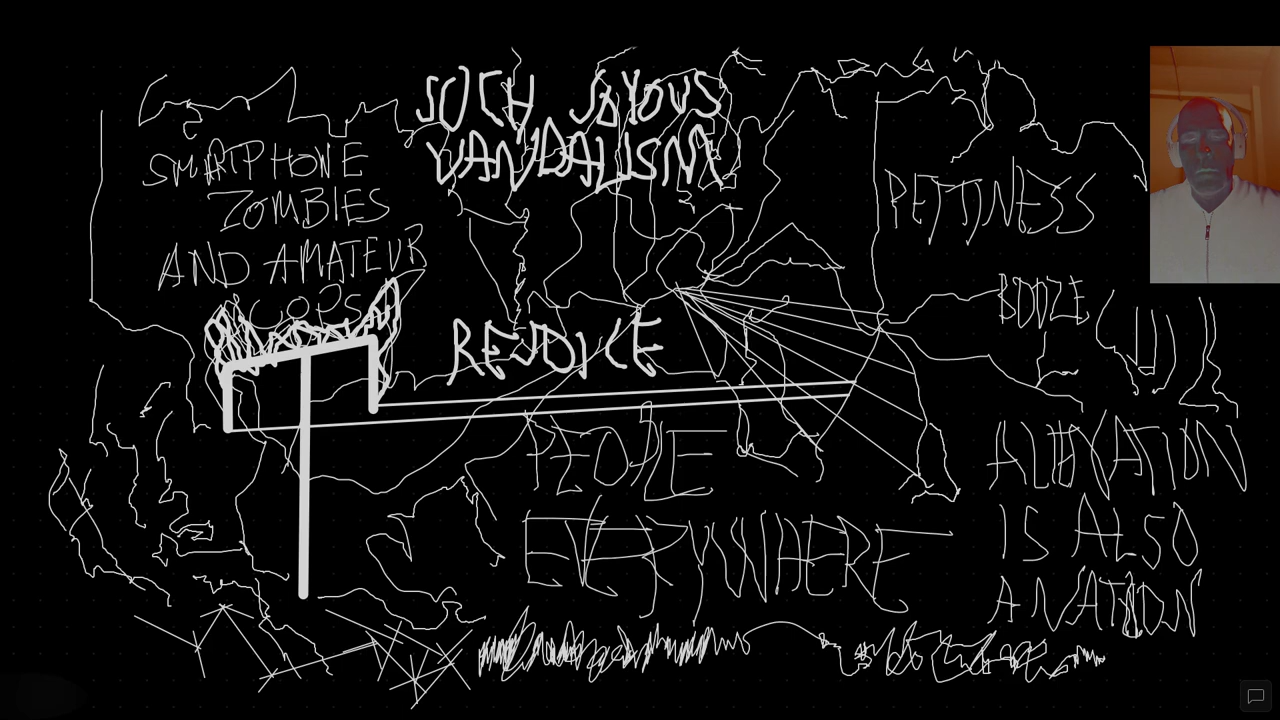 SUCH JOYOUS
VANDALISM
SMARTPHONE
ZOMBIES
AND AMATEUR
COPS
REJOICE
PEOPLE
EVERYWHERE
PETTINESS
BOOZE
ALIENATION
IS ALSO
A NATION